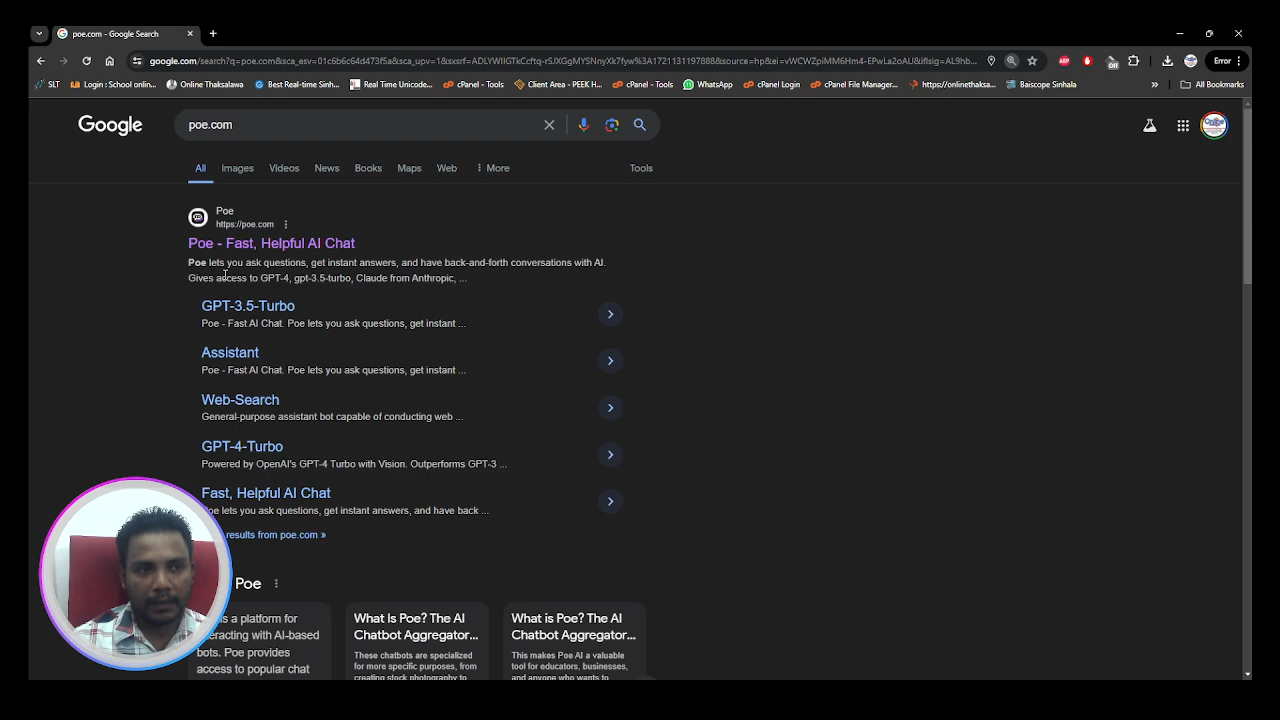 poe.com - Google Search
google.com/search?q=poe.com&sca_esv=01c6b6c64d473f5a&sca_upv=1&sxsrf=ADLYWIIGTkCcftq-rSJXGgMYSNnyXk7fyw%3A1721131197888&source=hp&ei=vWCWZpiMM6Hm4-EPwLa2oAU&iflsig=AL9hb...
Error
SLT
Login : School onlin...
Online Thaksalawa
Best Real-time Sinh...
Real Time Unicode...
cPanel - Tools
Client Area - PEEK H...
cPanel - Tools
WhatsApp
cPanel Login
cPanel File Manager...
https://onlinethaksa...
Baiscope Sinhala
»
All Bookmarks
Google
poe.com
All
Images
Videos
News
Books
Maps
Web
More
Tools
Poe
https://poe.com
Poe - Fast, Helpful AI Chat
Poe lets you ask questions, get instant answers, and have back-and-forth conversations with AI.
Gives access to GPT-4, gpt-3.5-turbo, Claude from Anthropic, ...
GPT-3.5-Turbo
Poe - Fast AI Chat. Poe lets you ask questions, get instant ...
Assistant
Poe - Fast AI Chat. Poe lets you ask questions, get instant ...
Web-Search
General-purpose assistant bot capable of conducting web ...
GPT-4-Turbo
Powered by OpenAI's GPT-4 Turbo with Vision. Outperforms GPT-3 ...
Fast, Helpful AI Chat
lets you ask questions, get instant answers, and have back ...
results from poe.com »
Poe
a platform for
interacting with AI-based
bots. Poe provides
access to popular chat
What Is Poe? The AI
Chatbot Aggregator...
These chatbots are specialized
for more specific purposes, from
creating stock photography to
What is Poe? The AI
Chatbot Aggregator...
This makes Poe AI a valuable
tool for educators, businesses,
and anyone who wants to